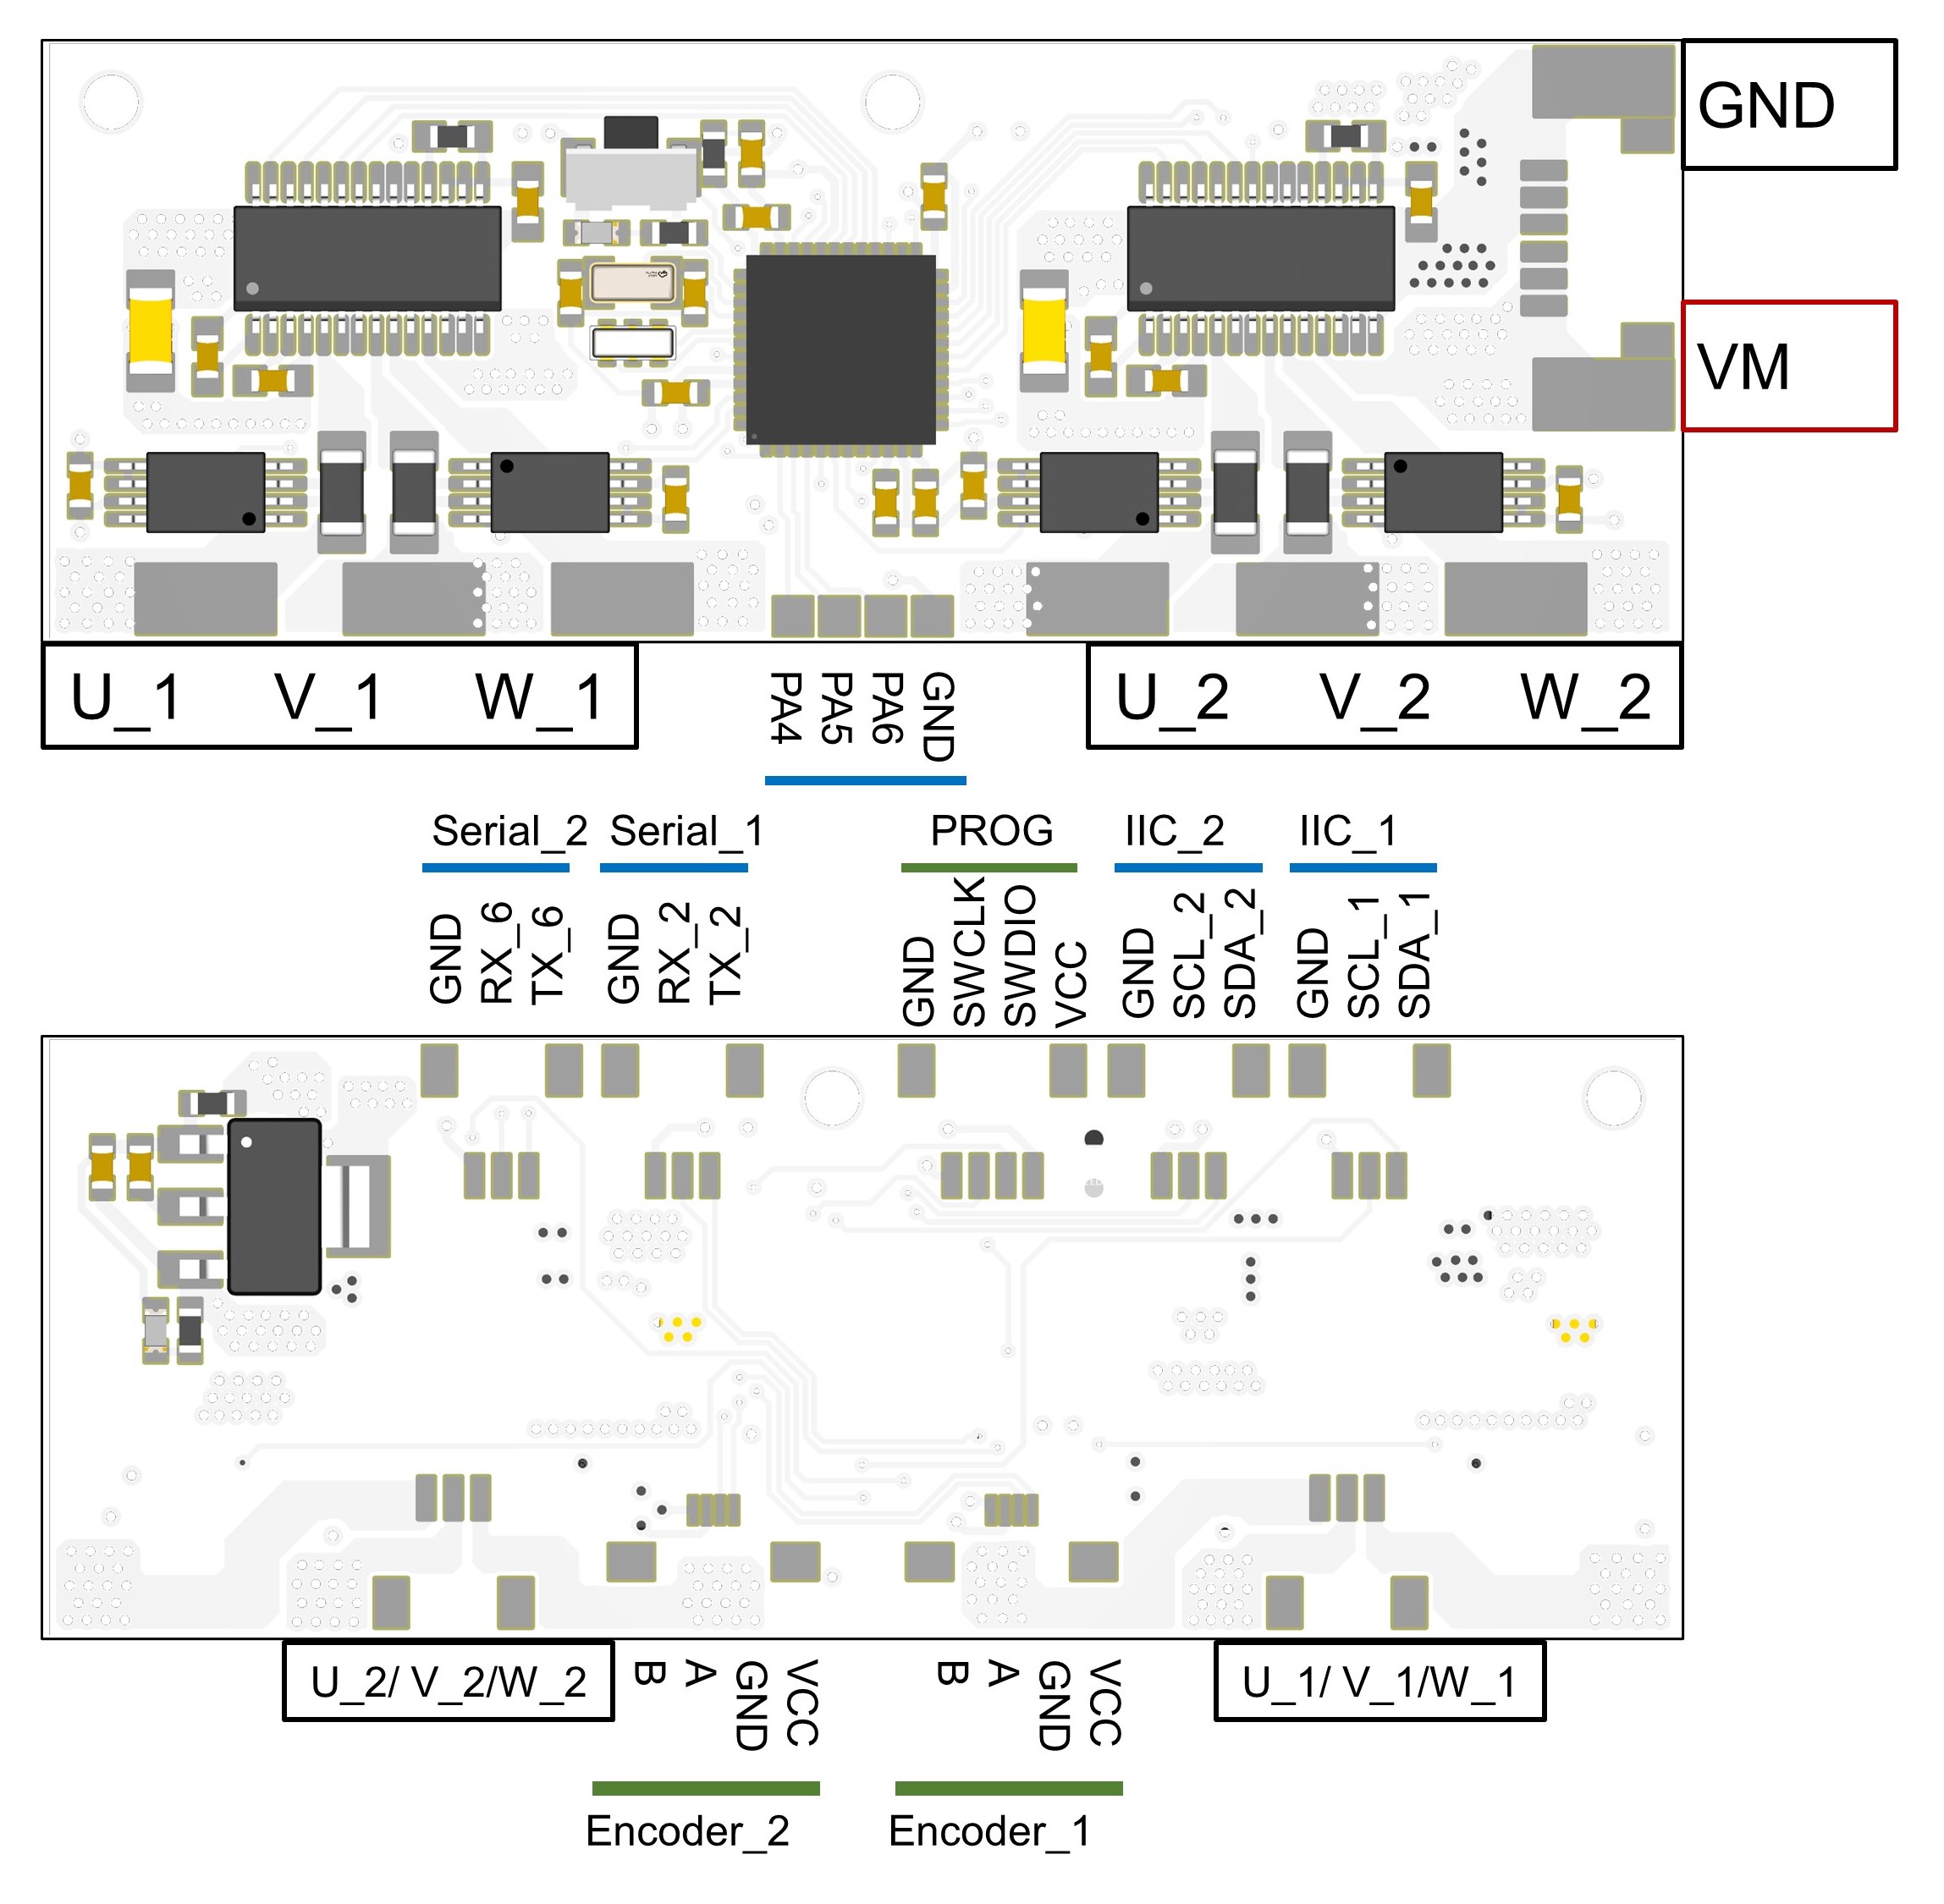 GND
VM
U_1 V_1 W_1
PA4
PA5
PA6
GND
U_2 V_2 W_2
Serial_2 Serial_1 PROG IIC_2 IIC_1
GND
RX_6
TX_6
GND
RX_2
TX_2
GND
SWCLK
SWDIO
VCC
GND
SCL_2
SDA_2
GND
SCL_1
SDA_1
U_2/ V_2/W_2
B
A
GND
VCC
B
A
GND
VCC
U_1/ V_1/W_1
Encoder_2 Encoder_1